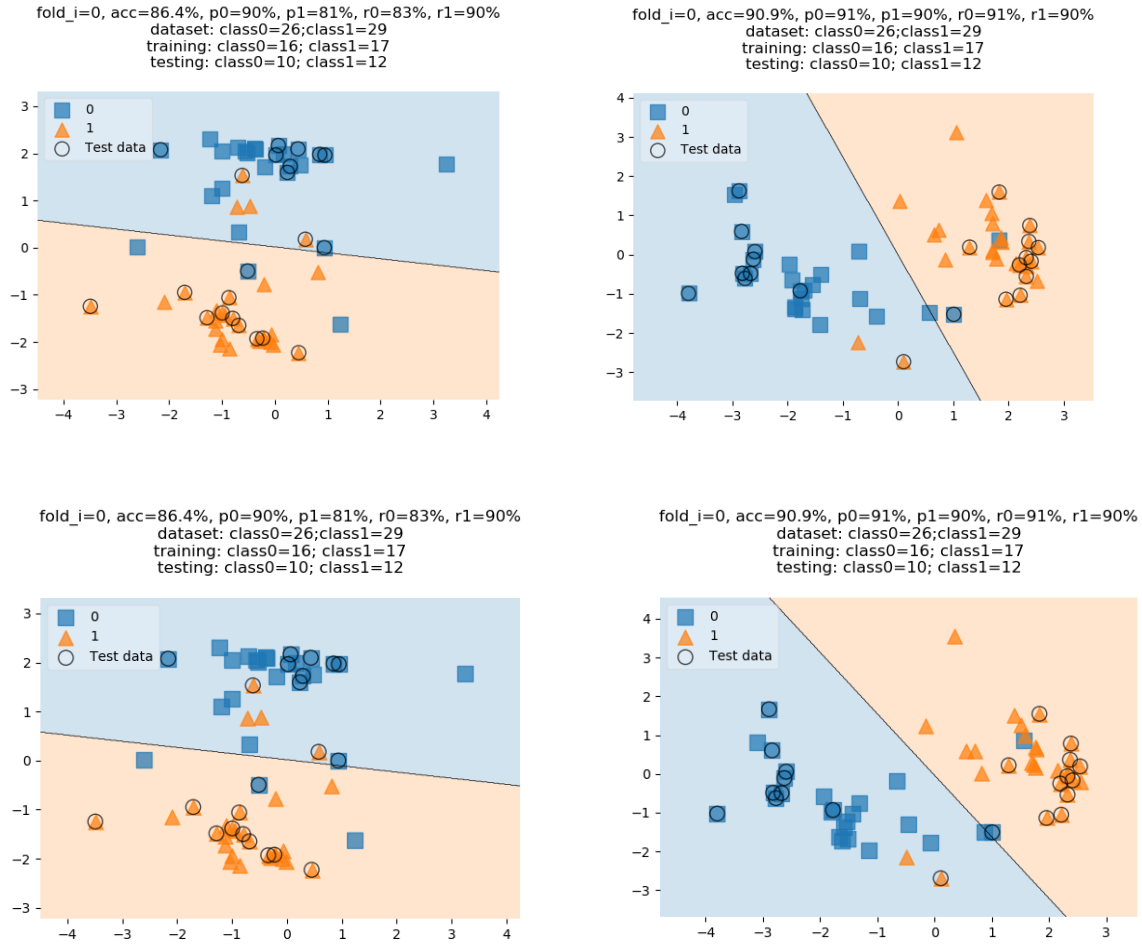 fold_i=0, acc=86.4%, p0=90%, p1=81%, r0=83%, r1=90%
dataset: class0=26;class1=29
training: class0=16; class1=17
testing: class0=10; class1=12
0
1
Test data
3
2
1
0
−1
−2
−3
−4 −3 −2 −1 0 1 2 3 4
fold_i=0, acc=90.9%, p0=91%, p1=90%, r0=91%, r1=90%
dataset: class0=26;class1=29
training: class0=16; class1=17
testing: class0=10; class1=12
0
1
Test data
4
3
2
1
0
−1
−2
−3
−4 −3 −2 −1 0 1 2 3
fold_i=0, acc=86.4%, p0=90%, p1=81%, r0=83%, r1=90%
dataset: class0=26;class1=29
training: class0=16; class1=17
testing: class0=10; class1=12
0
1
Test data
3
2
1
0
−1
−2
−3
−4 −3 −2 −1 0 1 2 3 4
fold_i=0, acc=90.9%, p0=91%, p1=90%, r0=91%, r1=90%
dataset: class0=26;class1=29
training: class0=16; class1=17
testing: class0=10; class1=12
0
1
Test data
4
3
2
1
0
−1
−2
−3
−4 −3 −2 −1 0 1 2 3